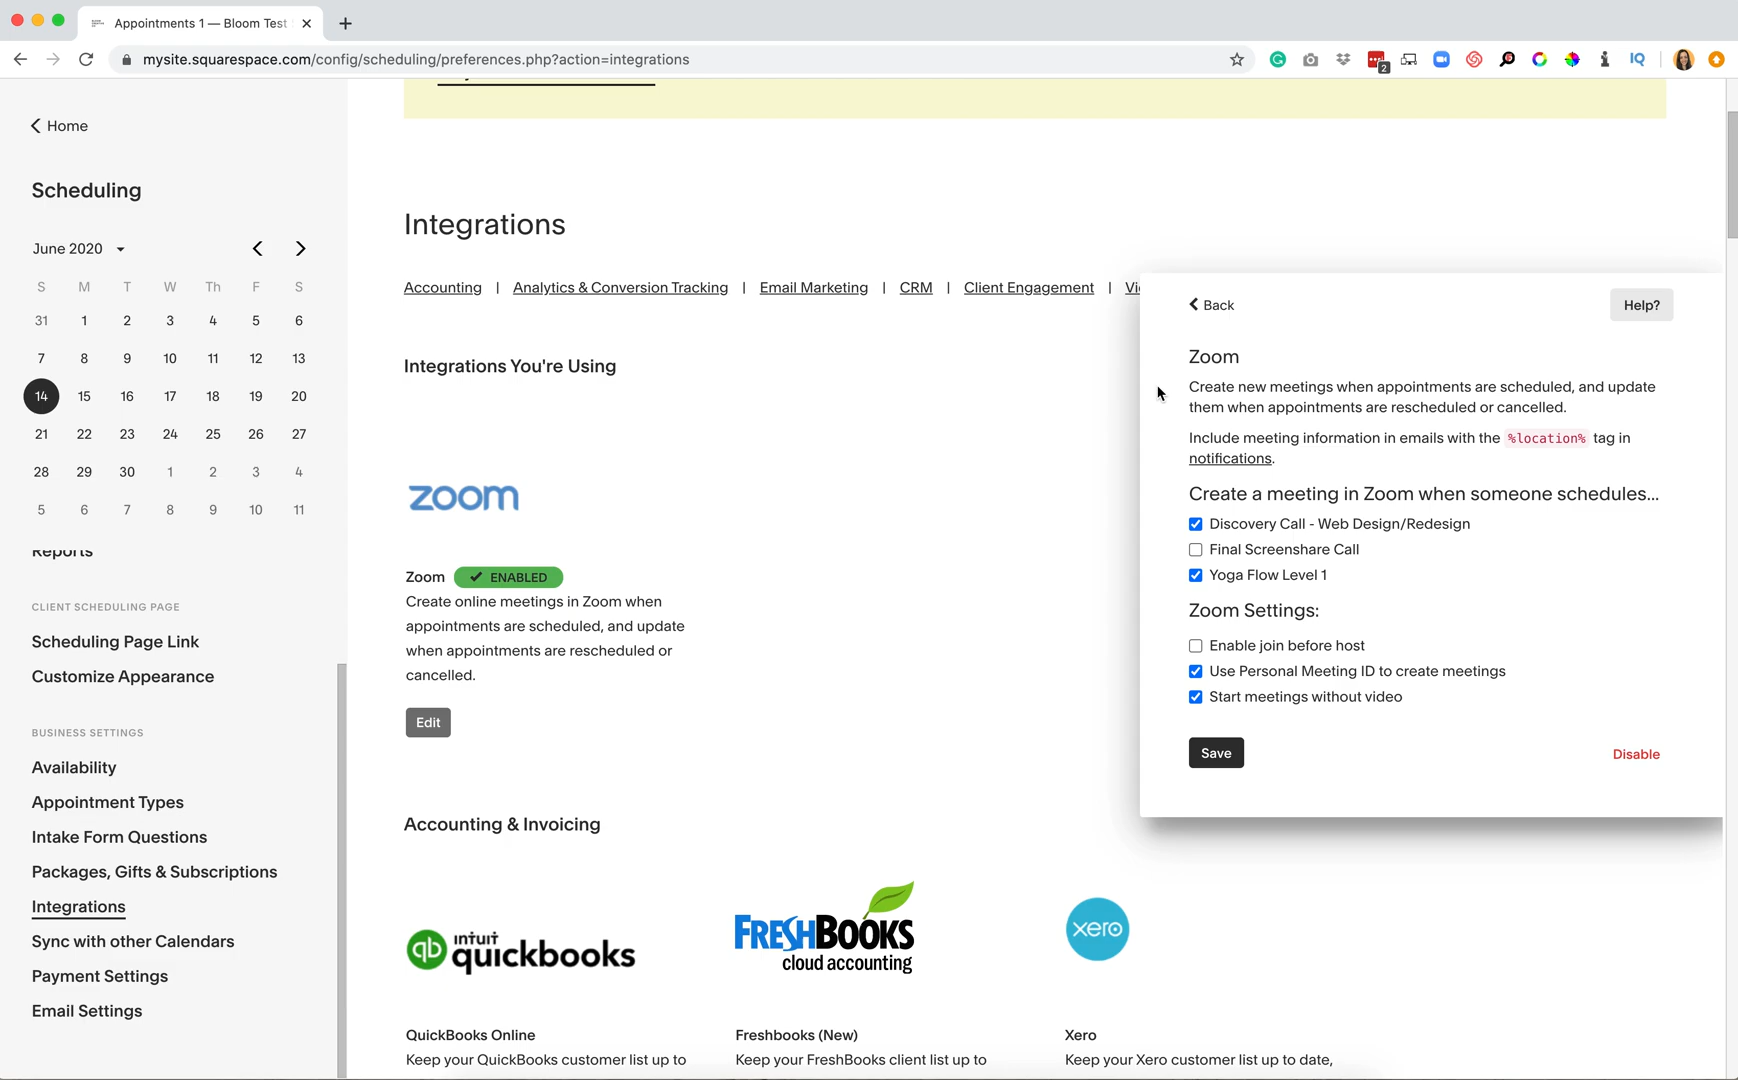 Appointments 1 — Bloom Test
mysite.squarespace.com/config/scheduling/preferences.php?action=integrations
2
IQ
Home
Scheduling
June 2020
S M T W Th F S
31 1 2 3 4 5 6
7 8 9 10 11 12 13
14 15 16 17 18 19 20
21 22 23 24 25 26 27
28 29 30 1 2 3 4
5 6 7 8 9 10 11
Reports
CLIENT SCHEDULING PAGE
Scheduling Page Link
Customize Appearance
BUSINESS SETTINGS
Availability
Appointment Types
Intake Form Questions
Packages, Gifts & Subscriptions
Integrations
Sync with other Calendars
Payment Settings
Email Settings
Integrations
Accounting | Analytics & Conversion Tracking | Email Marketing | CRM | Client Engagement | Vi
Integrations You're Using
zoom
Zoom ENABLED
Create online meetings in Zoom when
appointments are scheduled, and update
when appointments are rescheduled or
cancelled.
Edit
Accounting & Invoicing
qb intuit quickbooks
FRESHBOOKS
cloud accounting
xero
QuickBooks Online
Keep your QuickBooks customer list up to
Freshbooks (New)
Keep your FreshBooks client list up to
Xero
Keep your Xero customer list up to date,
Back
Help?
Zoom
Create new meetings when appointments are scheduled, and update
them when appointments are rescheduled or cancelled.
Include meeting information in emails with the %location% tag in
notifications.
Create a meeting in Zoom when someone schedules...
Discovery Call - Web Design/Redesign
Final Screenshare Call
Yoga Flow Level 1
Zoom Settings:
Enable join before host
Use Personal Meeting ID to create meetings
Start meetings without video
Save
Disable